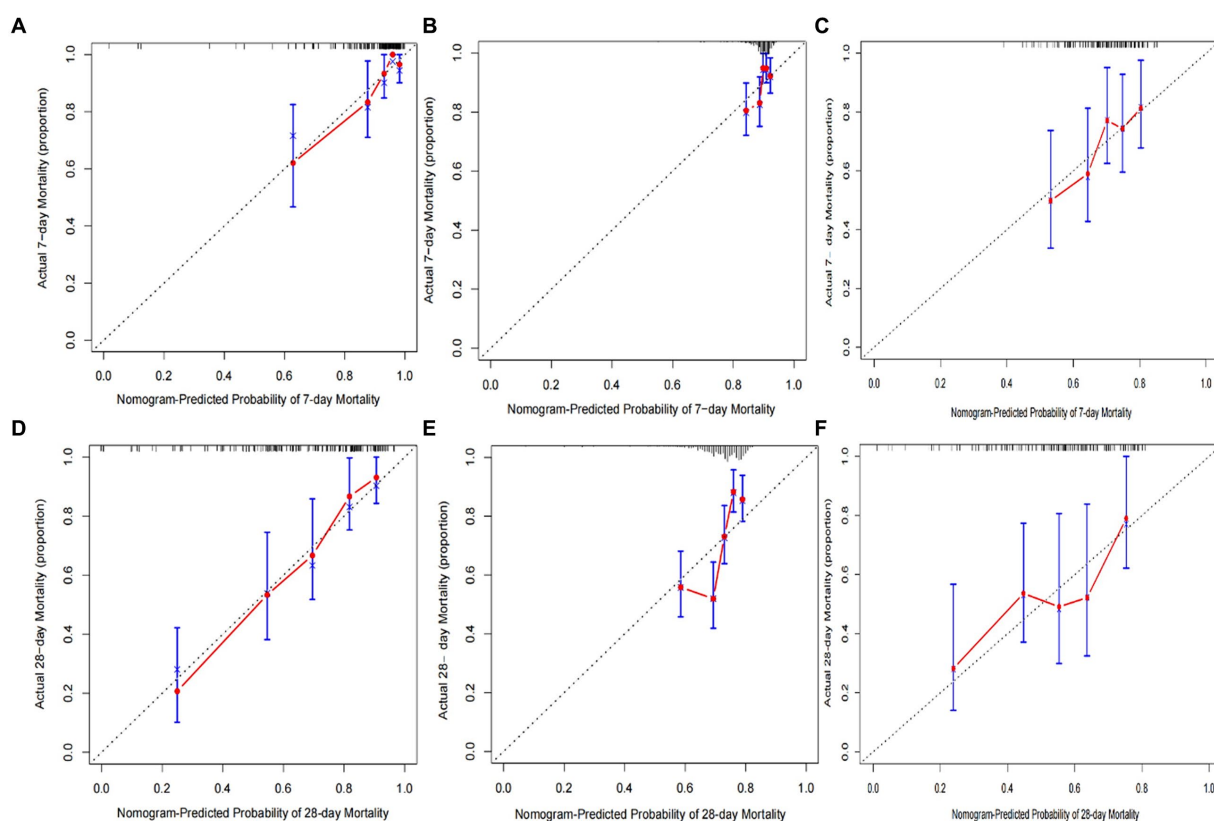 A
Actual 7-day Mortality (proportion)
0.0 0.2 0.4 0.6 0.8 1.0
0.0 0.2 0.4 0.6 0.8 1.0
Nomogram-Predicted Probability of 7-day Mortality
B
Actual 7-day Mortality (proportion)
0.0 0.2 0.4 0.6 0.8 1.0
0.0 0.2 0.4 0.6 0.8 1.0
Nomogram-Predicted Probability of 7-day Mortality
C
Actual 7- day Mortality (proportion)
0.0 0.2 0.4 0.6 0.8 1.0
0.0 0.2 0.4 0.6 0.8 1.0
Nomogram-Predicted Probability of 7-day Mortality
D
Actual 28-day Mortality (proportion)
0.0 0.2 0.4 0.6 0.8 1.0
0.0 0.2 0.4 0.6 0.8 1.0
Nomogram-Predicted Probability of 28-day Mortality
E
Actual 28- day Mortality (proportion)
0.0 0.2 0.4 0.6 0.8 1.0
0.0 0.2 0.4 0.6 0.8 1.0
Nomogram-Predicted Probability of 28-day Mortality
F
Actual 28-day Mortality (proportion)
0.0 0.2 0.4 0.6 0.8 1.0
0.0 0.2 0.4 0.6 0.8 1.0
Nomogram-Predicted Probability of 28-day Mortality